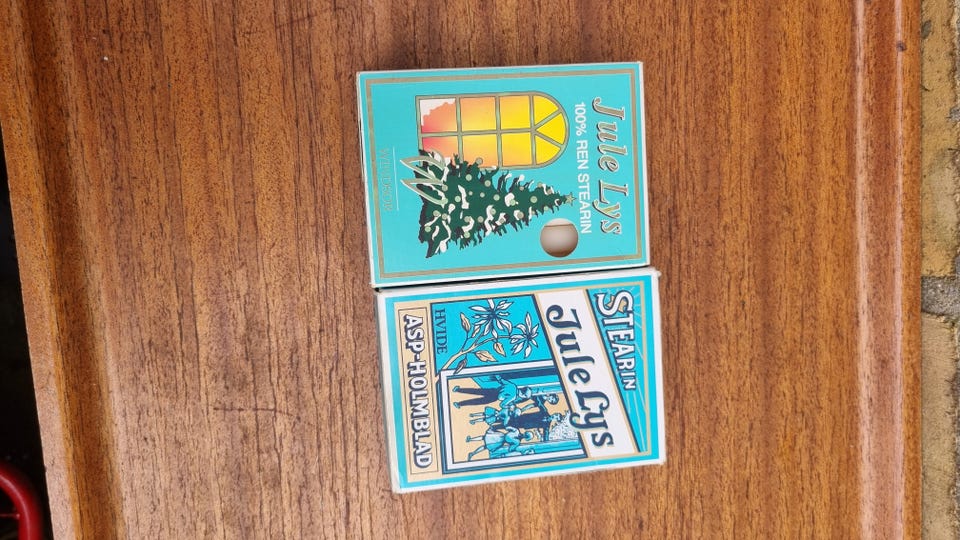 Jule Lys
100% REN STEARIN
STEARIN
Jule Lys
HVIDE
ASP-HOLMBLAD